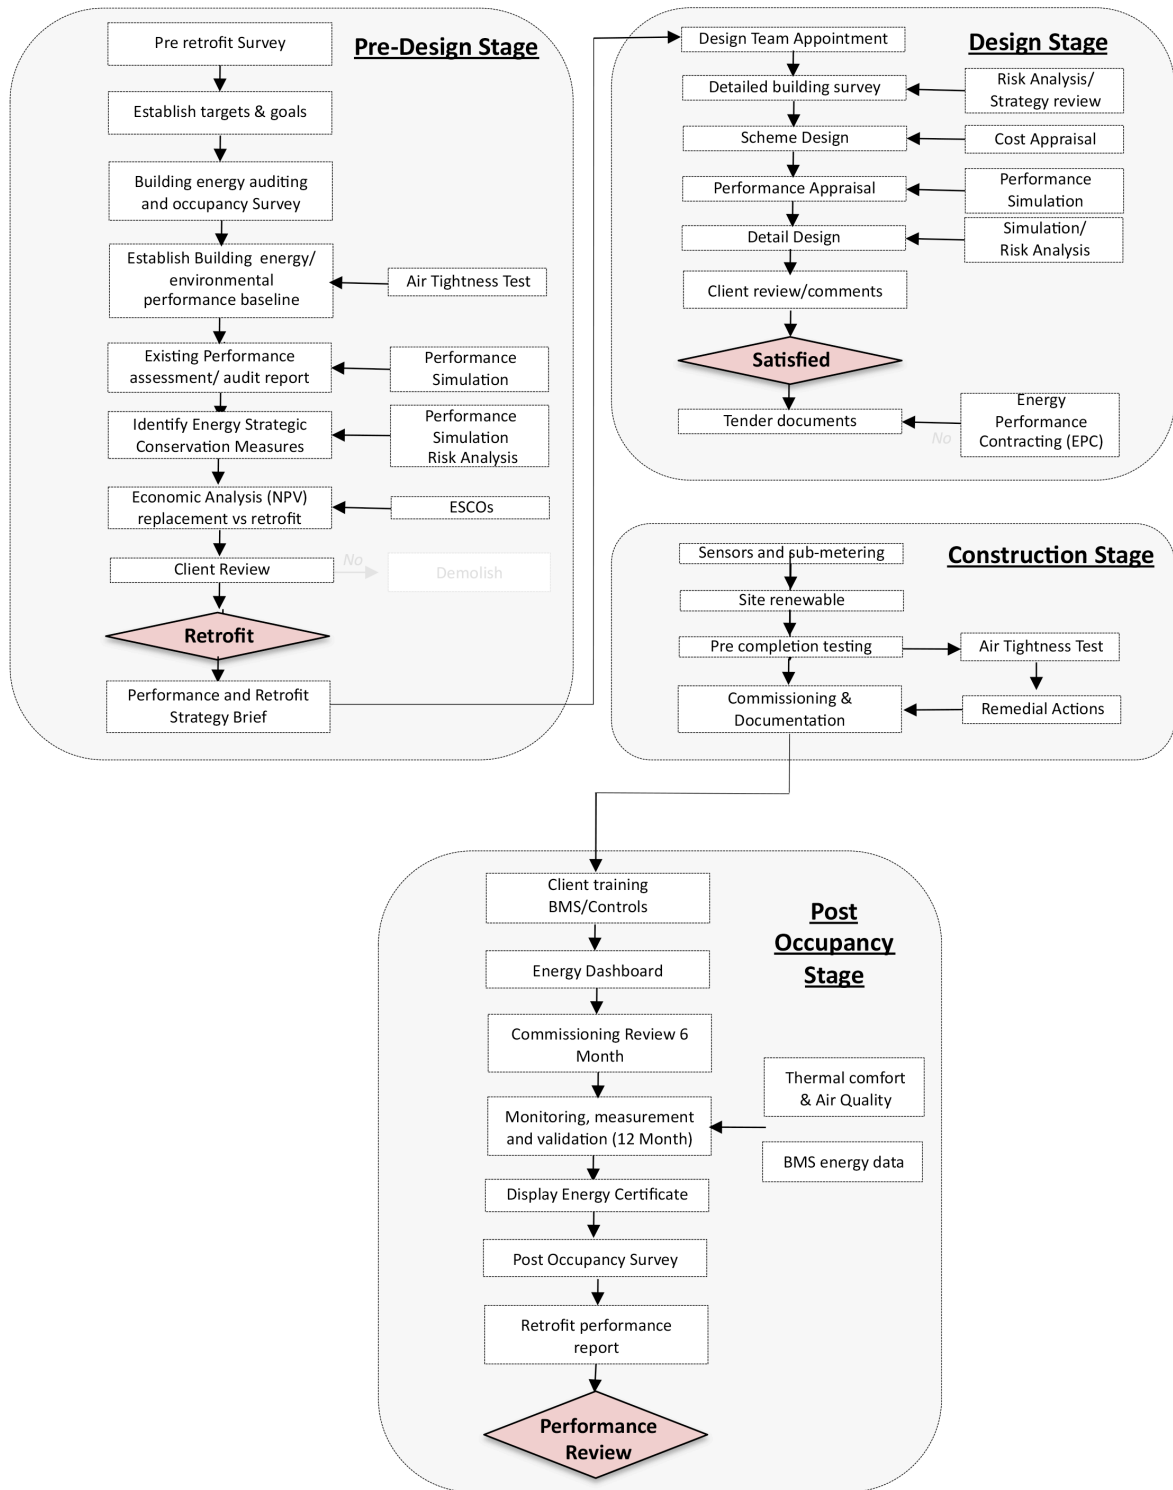 Pre-Design Stage
Pre retrofit Survey
Establish targets & goals
Building energy auditing
and occupancy Survey
Establish Building energy/
environmental
performance baseline
Air Tightness Test
Existing Performance
assessment/ audit report
Performance
Simulation
Identify Energy Strategic
Conservation Measures
Performance
Simulation
Risk Analysis
Economic Analysis (NPV)
replacement vs retrofit
ESCOs
Client Review
No
Demolish
Retrofit
Performance and Retrofit
Strategy Brief
Design Stage
Design Team Appointment
Detailed building survey
Risk Analysis/
Strategy review
Scheme Design
Cost Appraisal
Performance Appraisal
Performance
Simulation
Detail Design
Simulation/
Risk Analysis
Client review/comments
Satisfied
Tender documents
No
Energy
Performance
Contracting (EPC)
Construction Stage
Sensors and sub-metering
Site renewable
Pre completion testing
Air Tightness Test
Commissioning &
Documentation
Remedial Actions
Post
Occupancy
Stage
Client training
BMS/Controls
Energy Dashboard
Commissioning Review 6
Month
Thermal comfort
& Air Quality
Monitoring, measurement
and validation (12 Month)
BMS energy data
Display Energy Certificate
Post Occupancy Survey
Retrofit performance
report
Performance
Review